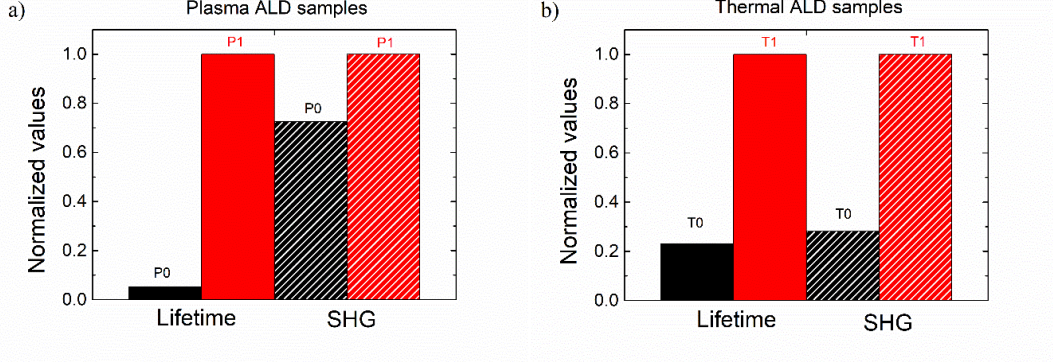 a)
Plasma ALD samples
Normalized values
1.0
0.8
0.6
0.4
0.2
0.0
P0
P1
P0
P1
Lifetime
SHG
b)
Thermal ALD samples
Normalized values
1.0
0.8
0.6
0.4
0.2
0.0
T0
T1
T0
T1
Lifetime
SHG